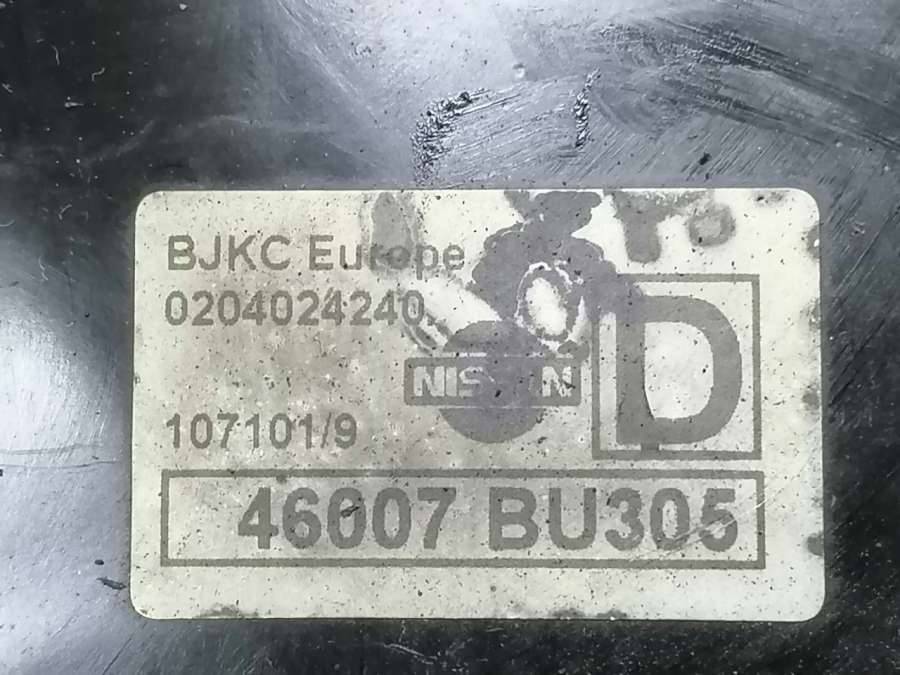 BJKC Europe
0204024240
NISSAN
D
107101/9
46007 BU305